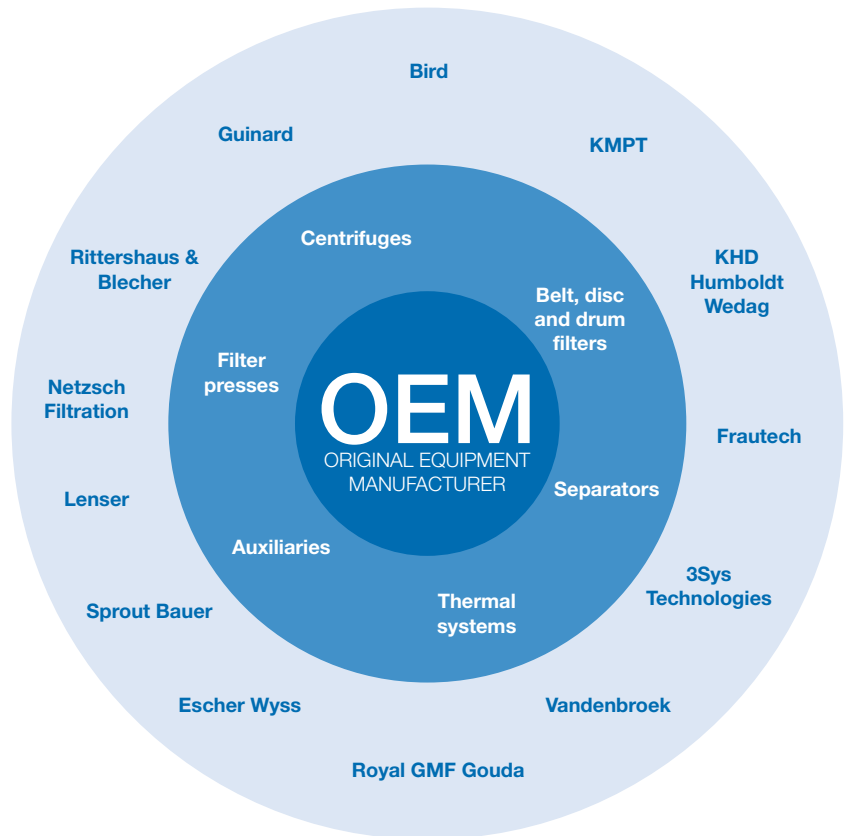 Bird
Guinard
KMPT
Centrifuges
Rittershaus &
Blecher
KHD
Humboldt
Wedag
Belt, disc
and drum
filters
Filter
presses
OEM
ORIGINAL EQUIPMENT
MANUFACTURER
Netzsch
Filtration
Frautech
Lenser
Separators
Auxiliaries
3Sys
Technologies
Sprout Bauer
Thermal
systems
Escher Wyss
Vandenbroek
Royal GMF Gouda